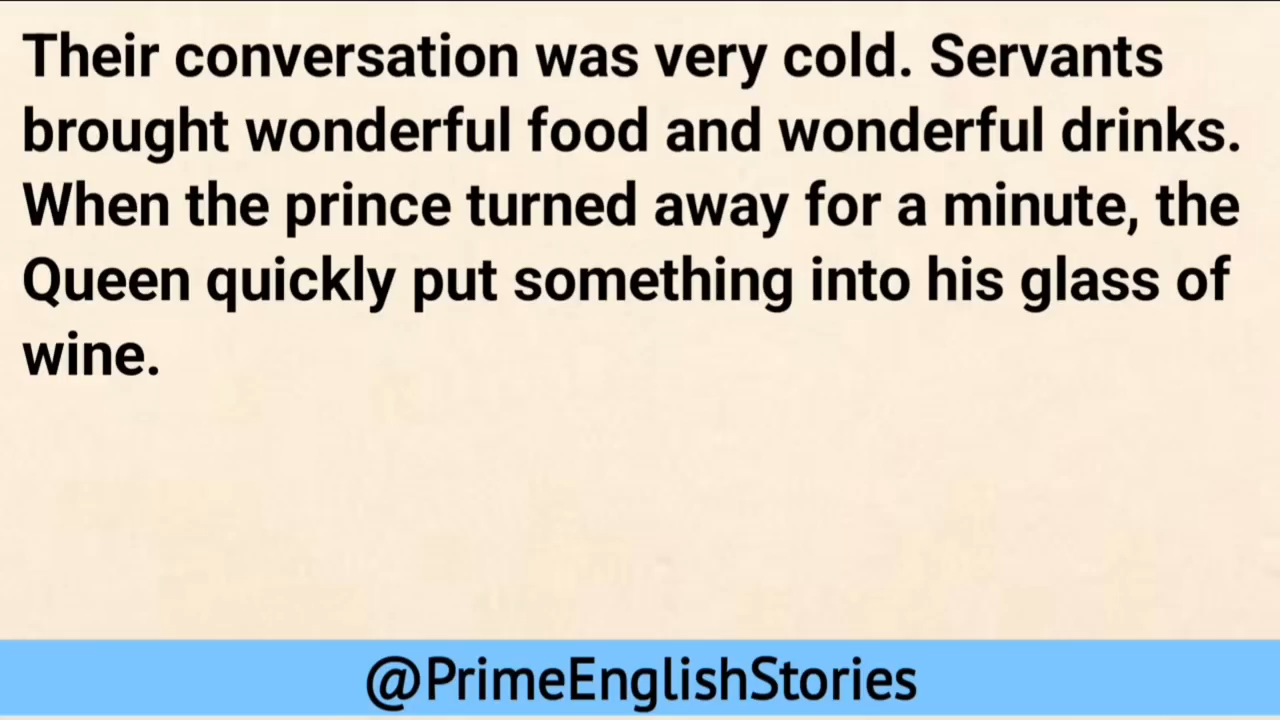 Their conversation was very cold. Servants
brought wonderful food and wonderful drinks.
When the prince turned away for a minute, the
Queen quickly put something into his glass of
wine.
@PrimeEnglishStories